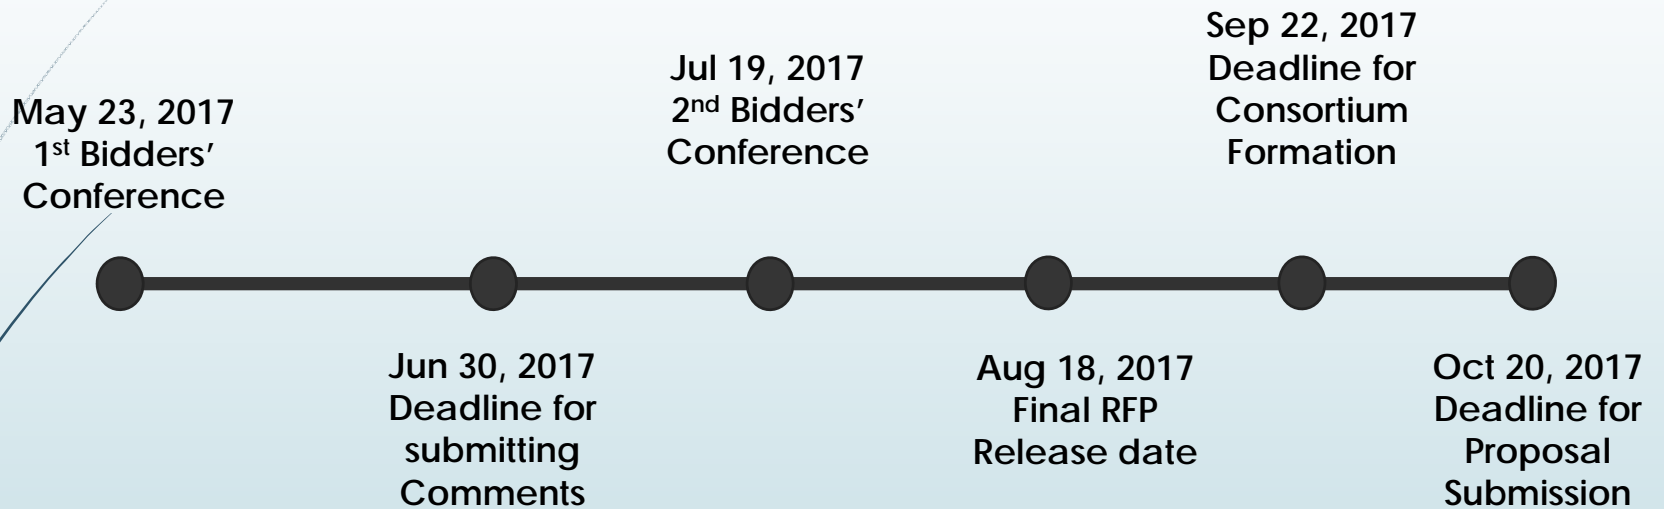 May 23, 2017
1st Bidders’
Conference
Jun 30, 2017
Deadline for
submitting
Comments
Jul 19, 2017
2nd Bidders’
Conference
Aug 18, 2017
Final RFP
Release date
Sep 22, 2017
Deadline for
Consortium
Formation
Oct 20, 2017
Deadline for
Proposal
Submission